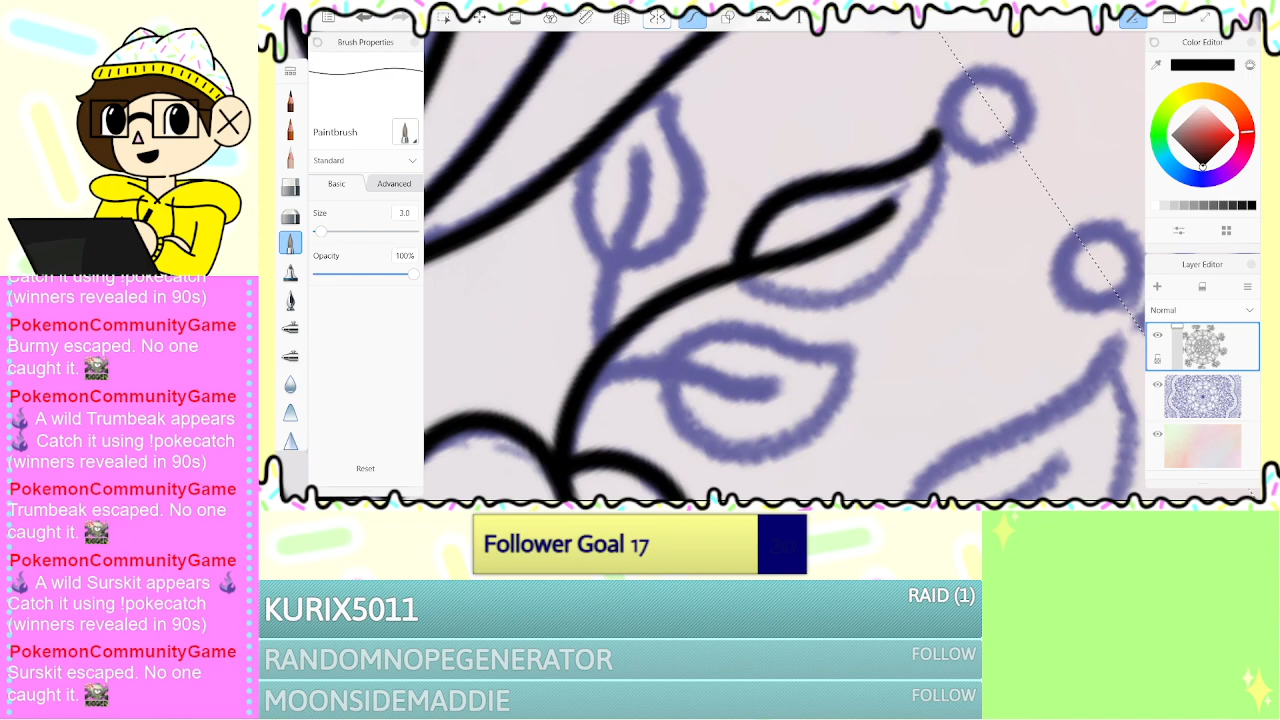 Catch it using !pokecatch
(winners revealed in 90s)
PokemonCommunityGame
Burmy escaped. No one
caught it.
PokemonCommunityGame
A wild Trumbeak appears
Catch it using !pokecatch
(winners revealed in 90s)
PokemonCommunityGame
Trumbeak escaped. No one
caught it.
PokemonCommunityGame
A wild Surskit appears
Catch it using !pokecatch
(winners revealed in 90s)
PokemonCommunityGame
Surskit escaped. No one
caught it.
Brush Properties
Paintbrush
Standard
Basic Advanced
Size 3.0
Opacity 100%
Reset
Color Editor
Layer Editor
Normal
Follower Goal 17
KURIX5011 RAID (1)
RANDOMNOPEGENERATOR FOLLOW
MOONSIDEMADDIE FOLLOW